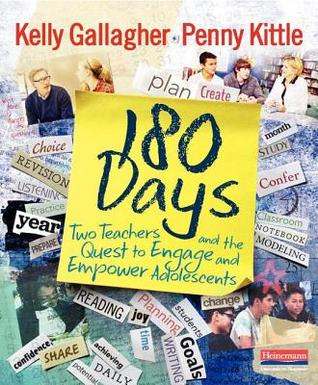 Kelly Gallagher Penny Kittle
plan
Create
Choice
REVISION
LISTENING
month
STUDY
Confer
Practice
year
PREPARE
Classroom
NOTEBOOK
MODELING
180
Days
Two Teachers and the
Quest to Engage and
Empower Adolescents
READING
Planning
joy
time
students
Goals
WRITING
change
confidence
SHARE
achieving
potential
DAILY
Heinemann